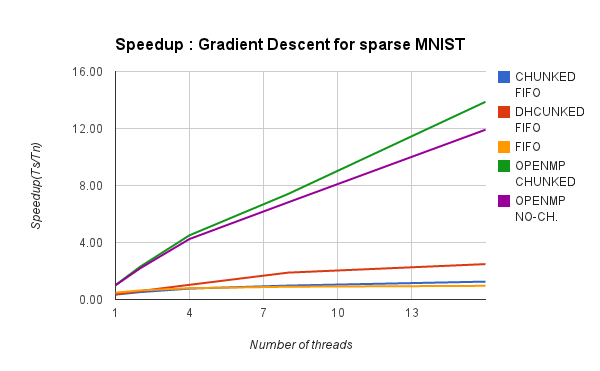 Speedup : Gradient Descent for sparse MNIST
16.00
12.00
8.00
4.00
0.00
Speedup(Ts/Tn)
1
4
7
10
13
Number of threads
CHUNKED
FIFO
DHCUNKED
FIFO
FIFO
OPENMP
CHUNKED
OPENMP
NO-CH.